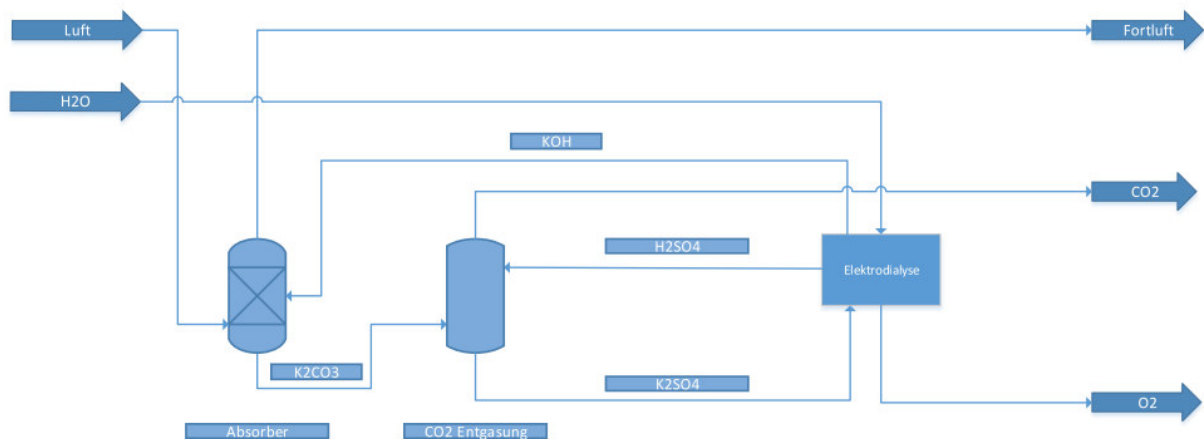 Luft
Fortluft
H2O
KOH
CO2
H2SO4
Elektrodialyse
K2CO3
K2SO4
O2
Absorber
CO2 Entgasung